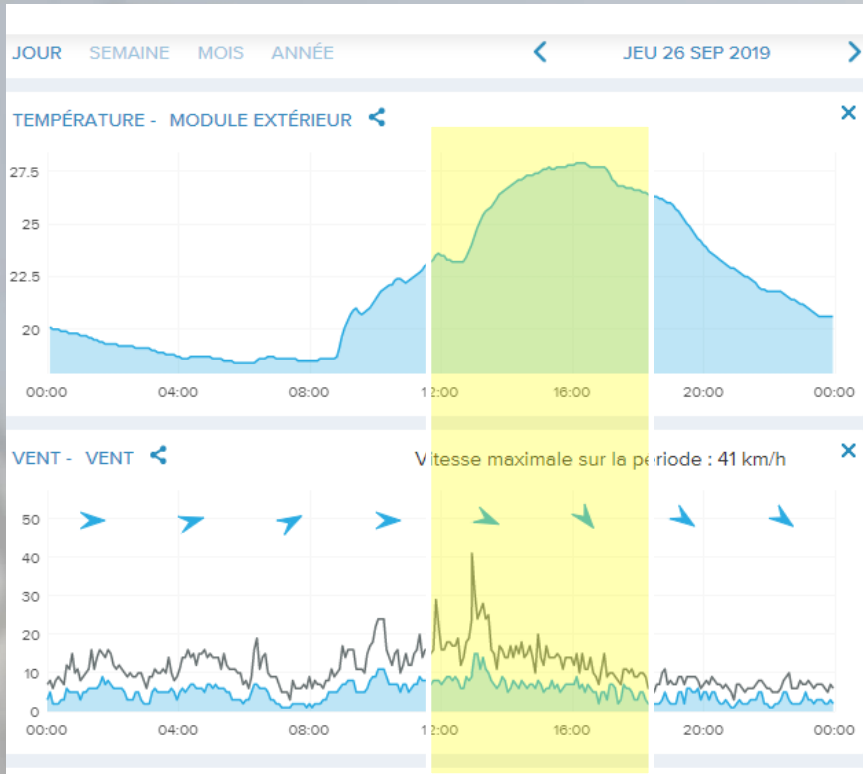 JOUR SEMAINE MOIS ANNÉE JEU 26 SEP 2019
TEMPÉRATURE - MODULE EXTÉRIEUR
27.5
25
22.5
20
00:00 04:00 08:00 12:00 16:00 20:00 00:00
VENT - VENT Vitesse maximale sur la période : 41 km/h
50
40
30
20
10
0
00:00 04:00 08:00 12:00 16:00 20:00 00:00